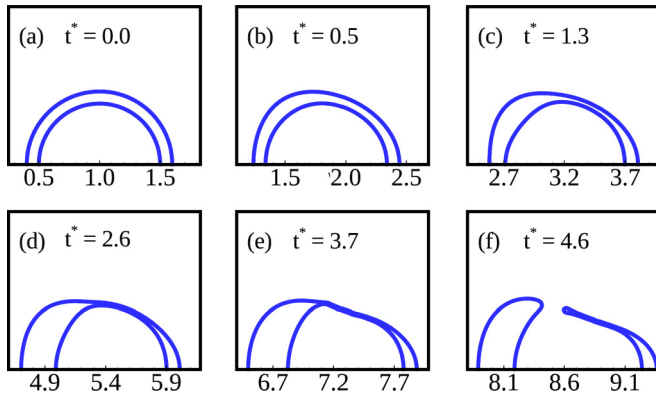 (a) t* = 0.0
0.5 1.0 1.5
(b) t* = 0.5
1.5 2.0 2.5
(c) t* = 1.3
2.7 3.2 3.7
(d) t* = 2.6
4.9 5.4 5.9
(e) t* = 3.7
6.7 7.2 7.7
(f) t* = 4.6
8.1 8.6 9.1